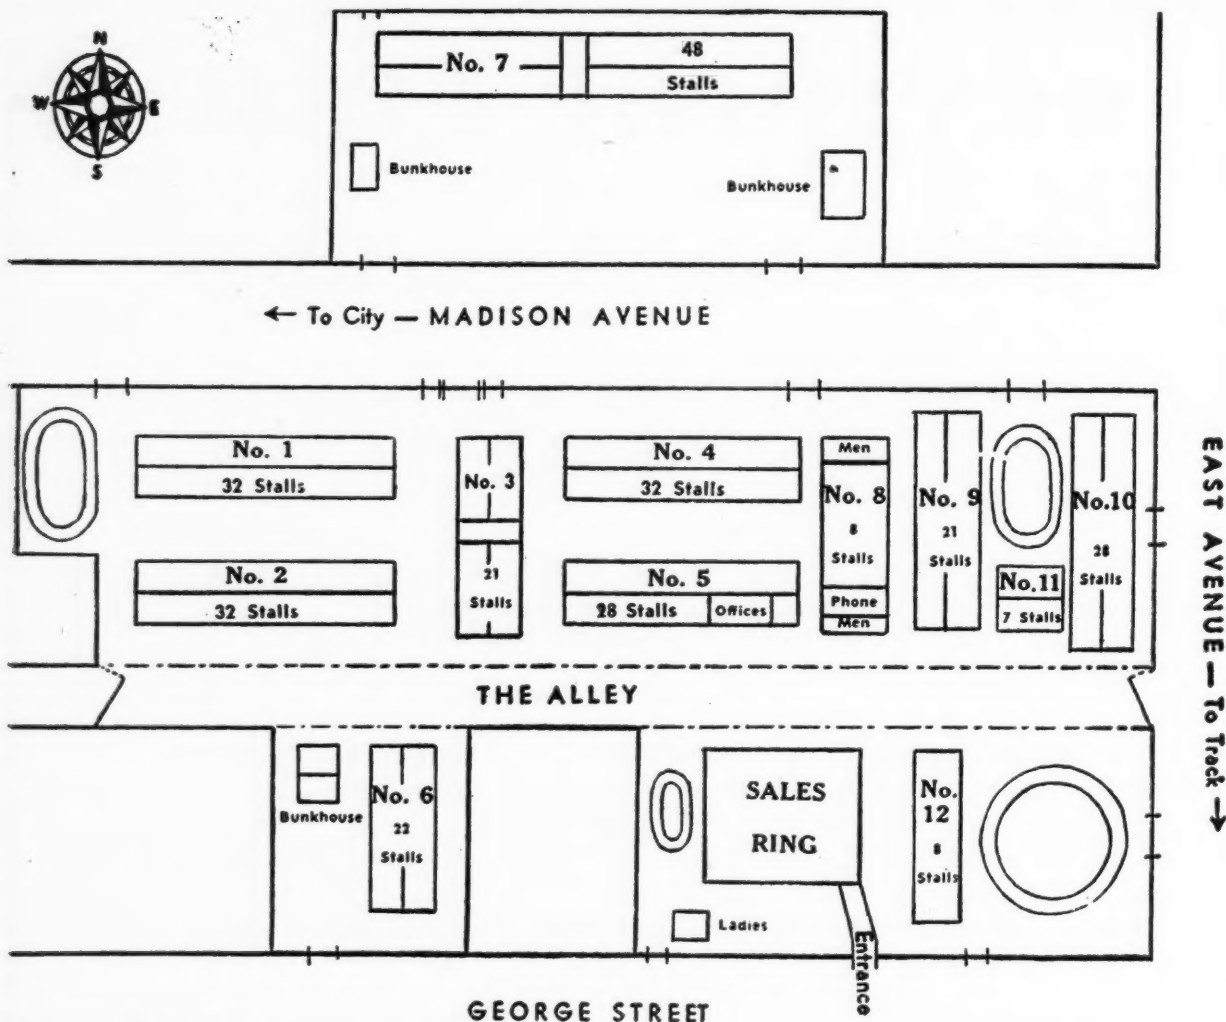 N
W E
S
No. 7
48
Stalls
Bunkhouse
Bunkhouse
← To City — MADISON AVENUE
No. 1
32 Stalls
No. 2
32 Stalls
No. 3
21
Stalls
No. 4
32 Stalls
No. 5
28 Stalls
Offices
Men
No. 8
8
Stalls
Phone
Men
No. 9
21
Stalls
No. 10
28
Stalls
No. 11
7 Stalls
EAST AVENUE — To Track →
THE ALLEY
Bunkhouse
No. 6
22
Stalls
SALES
RING
Ladies
Entrance
No.
12
8
Stalls
GEORGE STREET